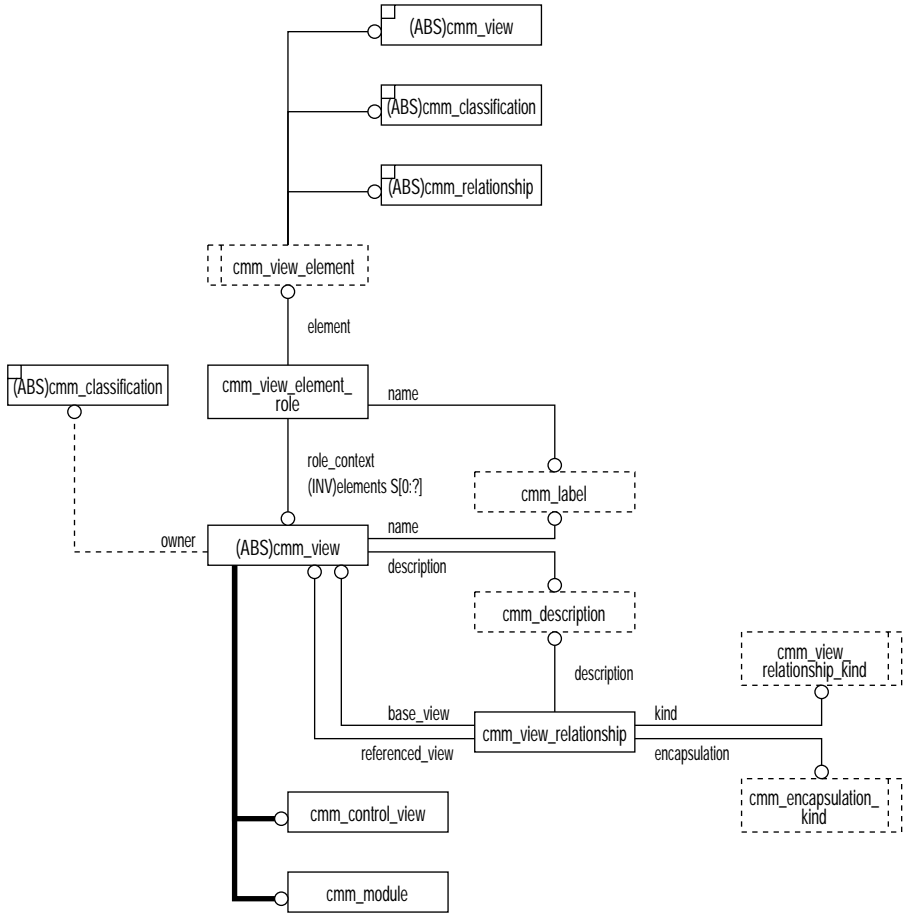 (ABS)cmm_view
(ABS)cmm_classification
(ABS)cmm_relationship
cmm_view_element
element
(ABS)cmm_classification
cmm_view_element_
role
name
role_context
(INV)elements S[0:?]
cmm_label
owner
(ABS)cmm_view
name
description
cmm_description
description
cmm_view_
relationship_kind
base_view
referenced_view
cmm_view_relationship
kind
encapsulation
cmm_encapsulation_
kind
cmm_control_view
cmm_module